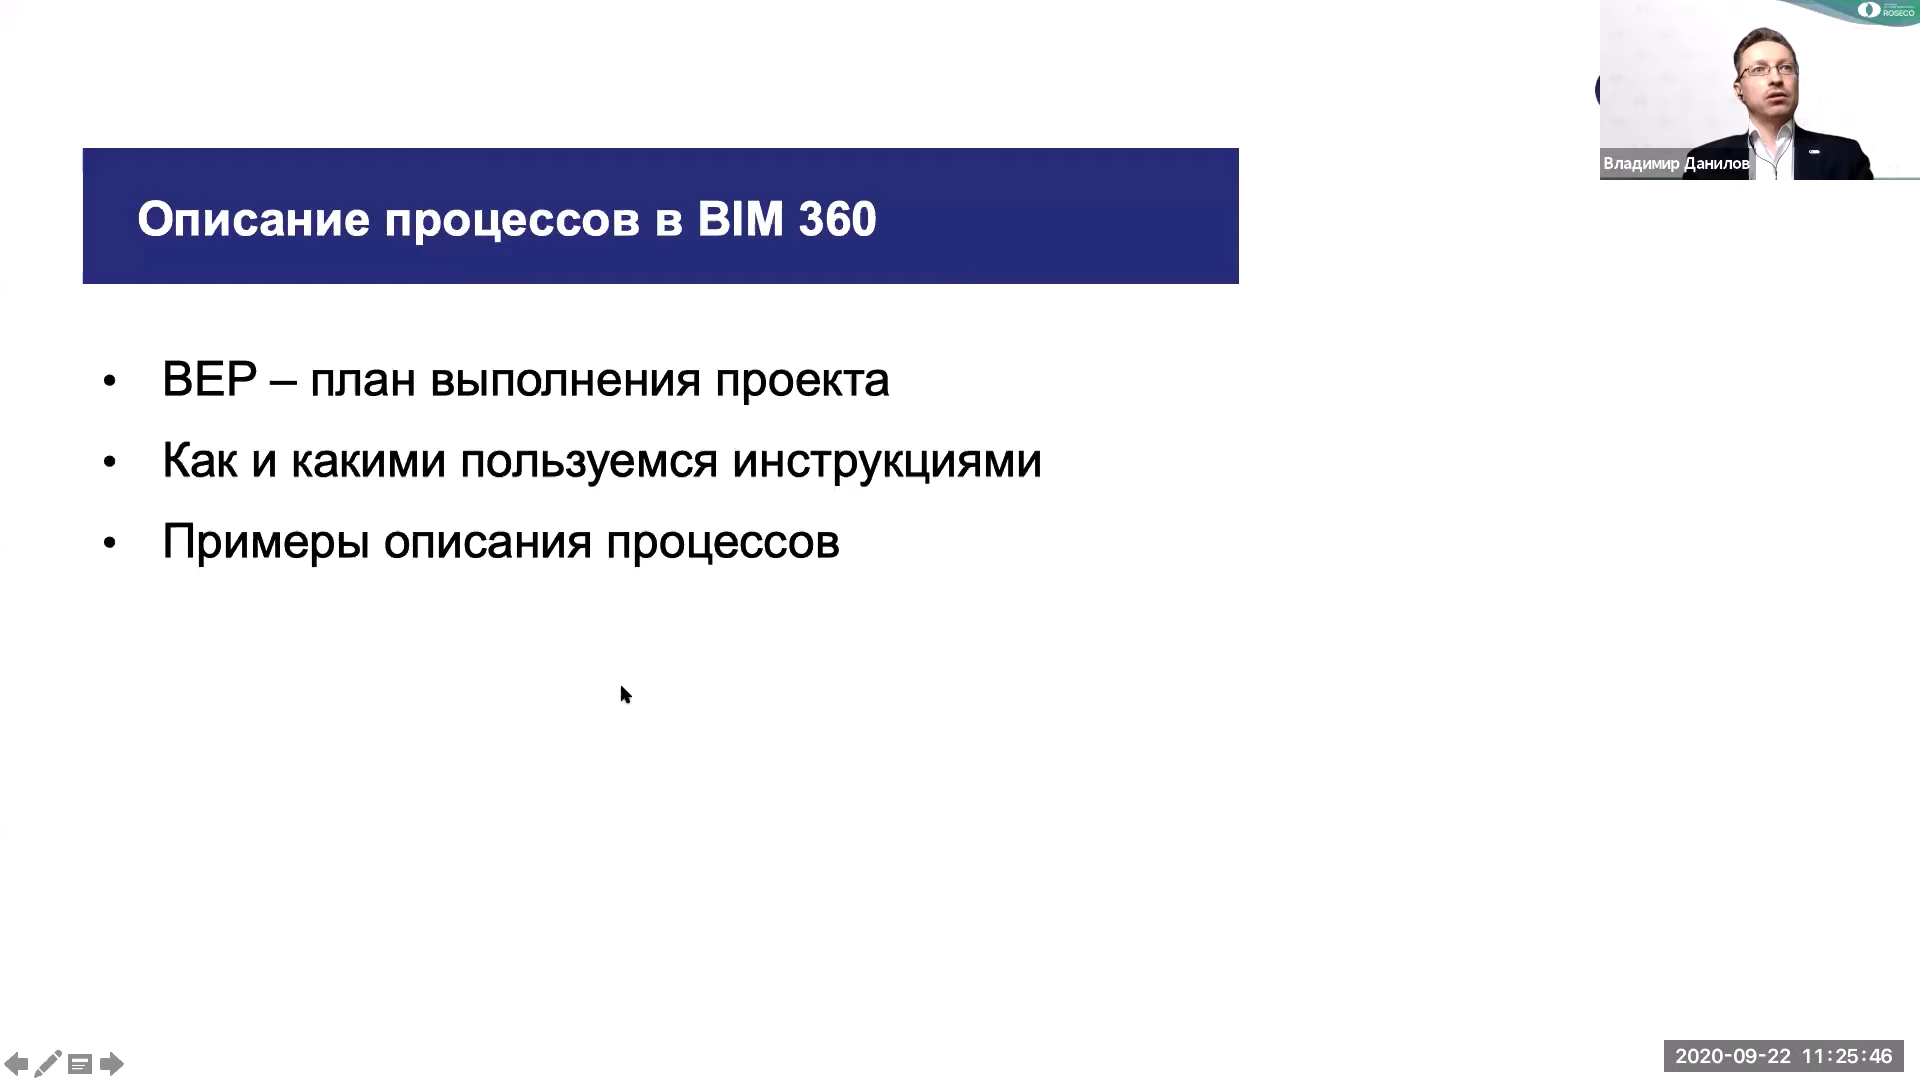 ROSECO
Владимир Данилов
Описание процессов в BIM 360
• BEP – план выполнения проекта
• Как и какими пользуемся инструкциями
• Примеры описания процессов
2020-09-22 11:25:46